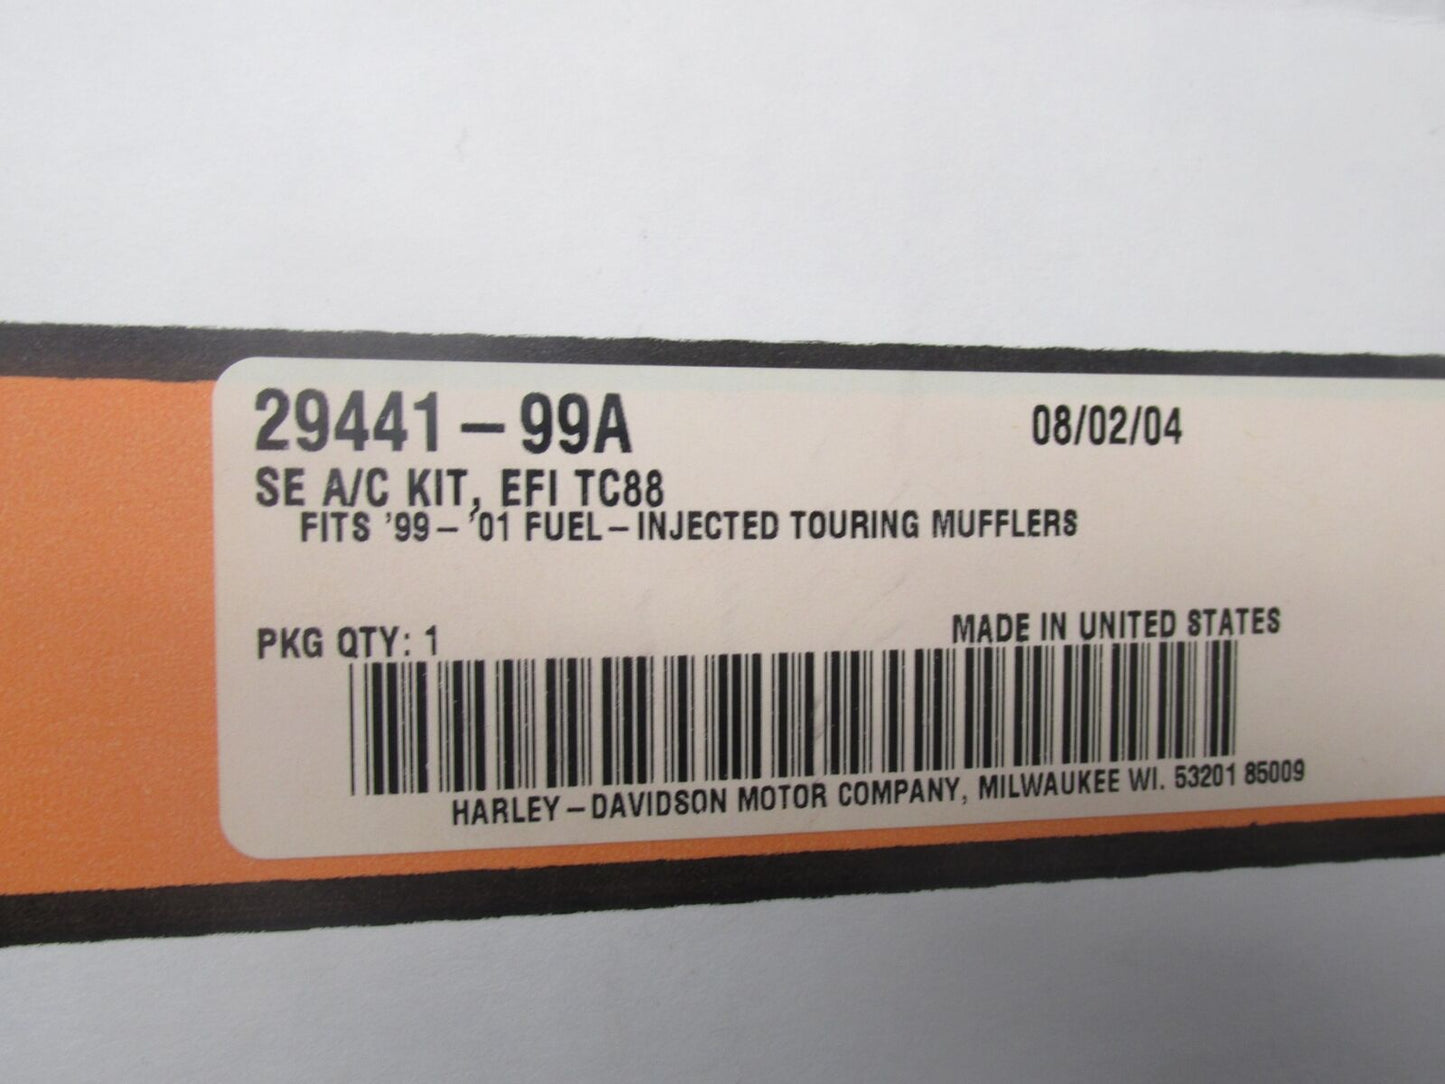 29441-99A 08/02/04
SE A/C KIT, EFI TC88
FITS '99-'01 FUEL-INJECTED TOURING MUFFLERS
PKG QTY: 1 MADE IN UNITED STATES
HARLEY-DAVIDSON MOTOR COMPANY, MILWAUKEE WI. 53201 85009